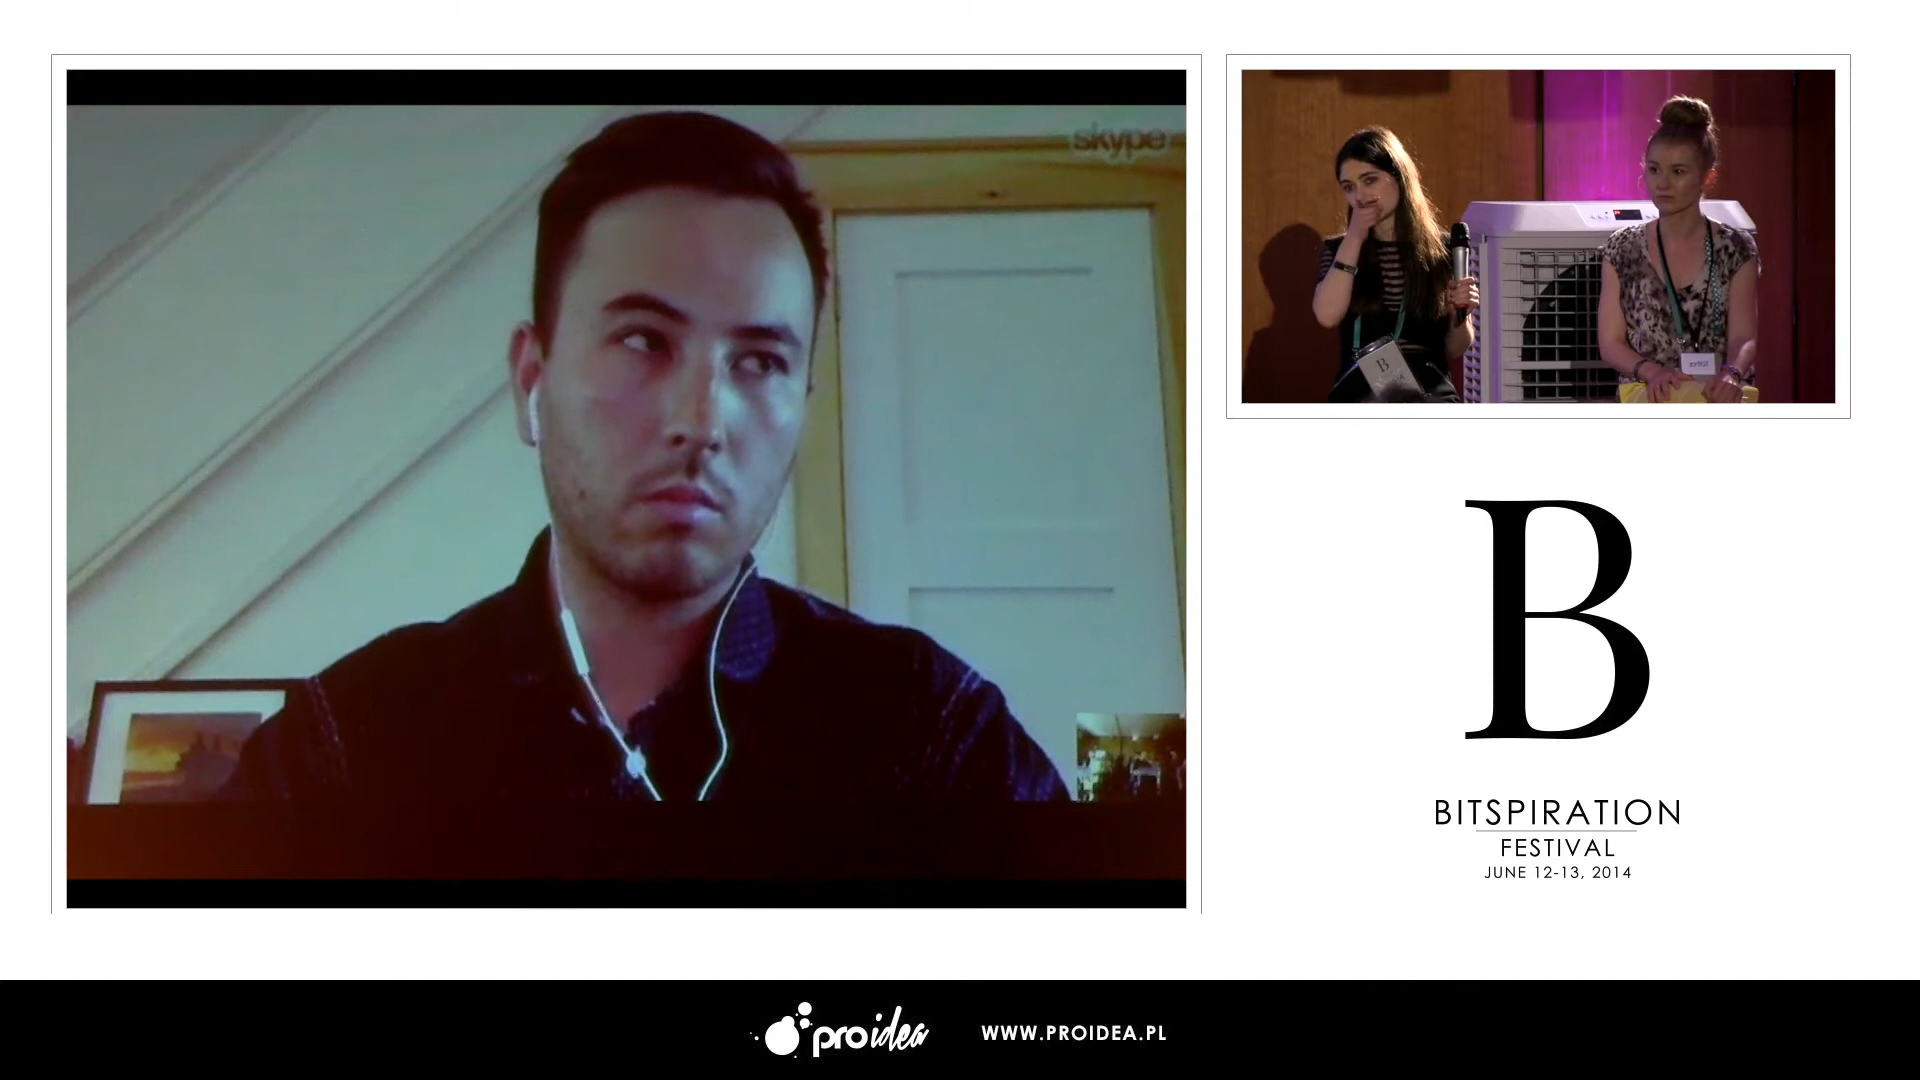 skype
B
B
BITSPIRATION
FESTIVAL
JUNE 12-13, 2014
proidea
WWW.PROIDEA.PL